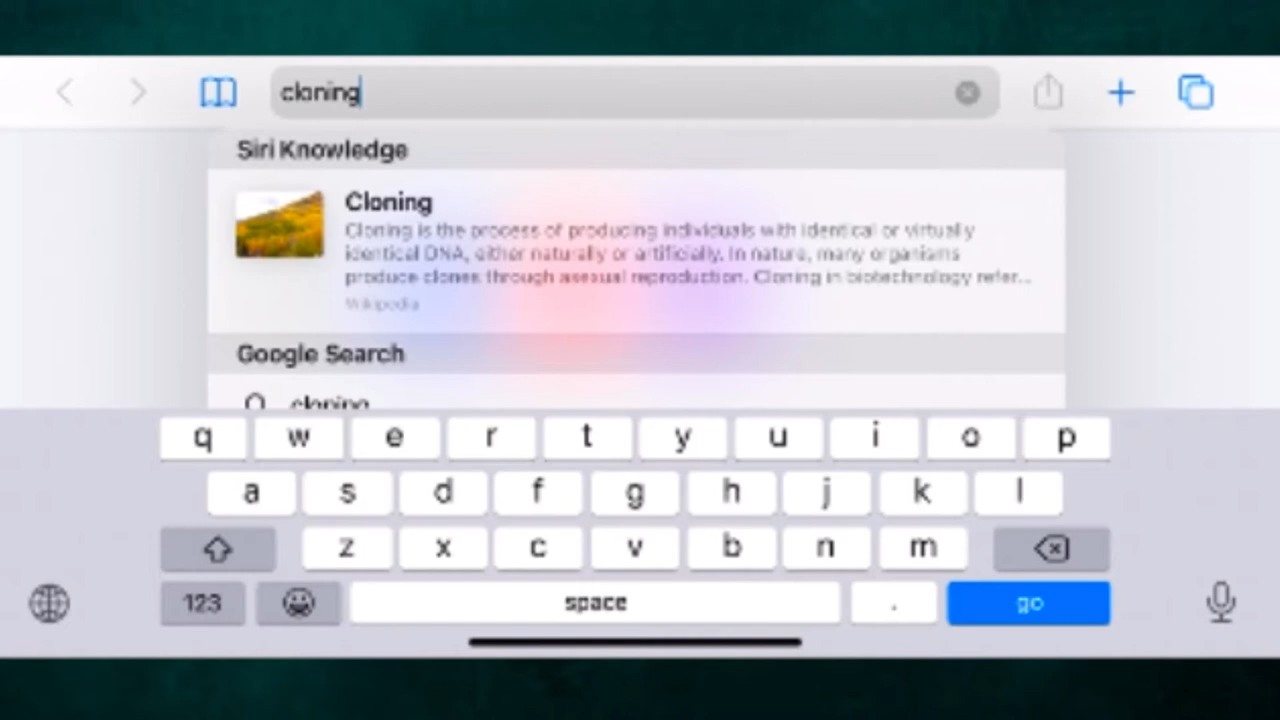 cloning
Siri Knowledge
Cloning
Cloning is the process of producing individuals with identical or virtually
identical DNA, either naturally or artificially. In nature, many organisms
produce clones through asexual reproduction. Cloning in biotechnology refer...
Wikipedia
Google Search
cloning
q w e r t y u i o p
a s d f g h j k l
z x c v b n m
123 space . go